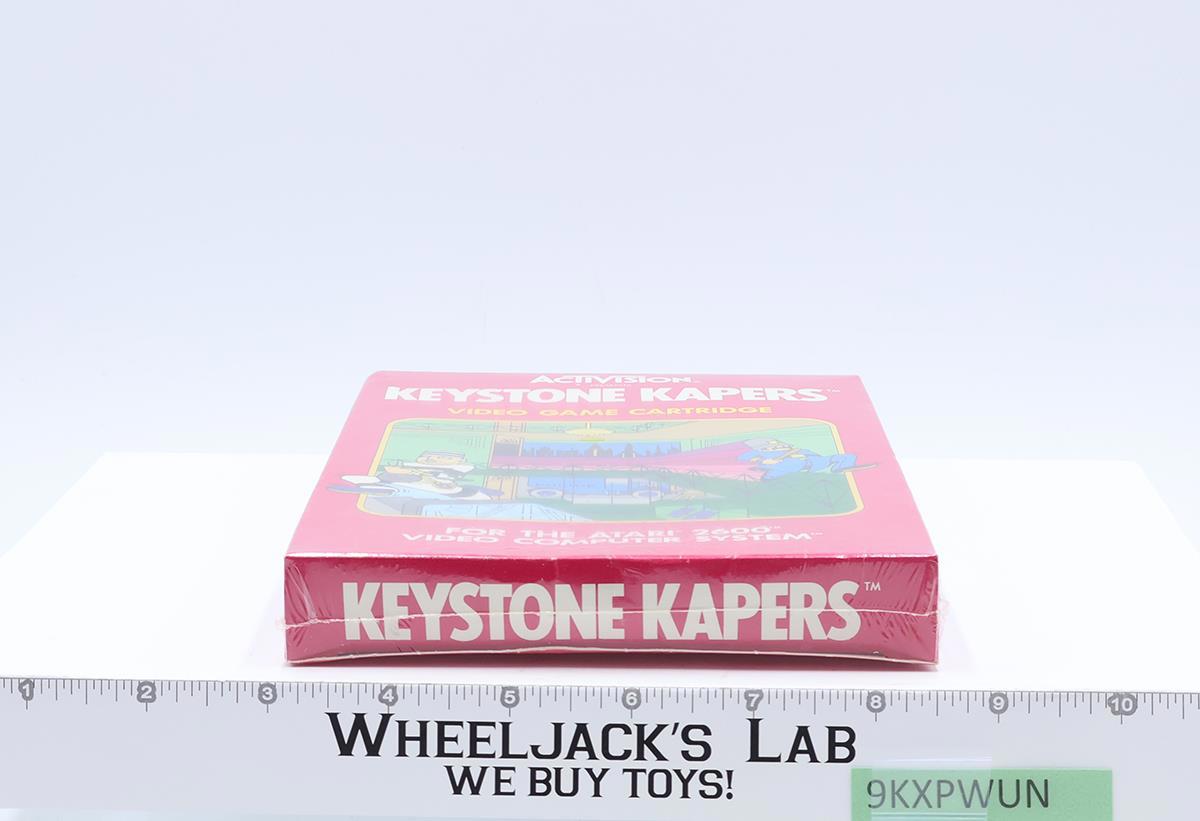 ACTIVISION
KEYSTONE KAPERS™
VIDEO GAME CARTRIDGE
FOR THE ATARI® 2600™
VIDEO COMPUTER SYSTEM™
KEYSTONE KAPERS™
1 2 3 4 5 6 7 8 9 10
WHEELJACK'S LAB
WE BUY TOYS!
9KXPWUN